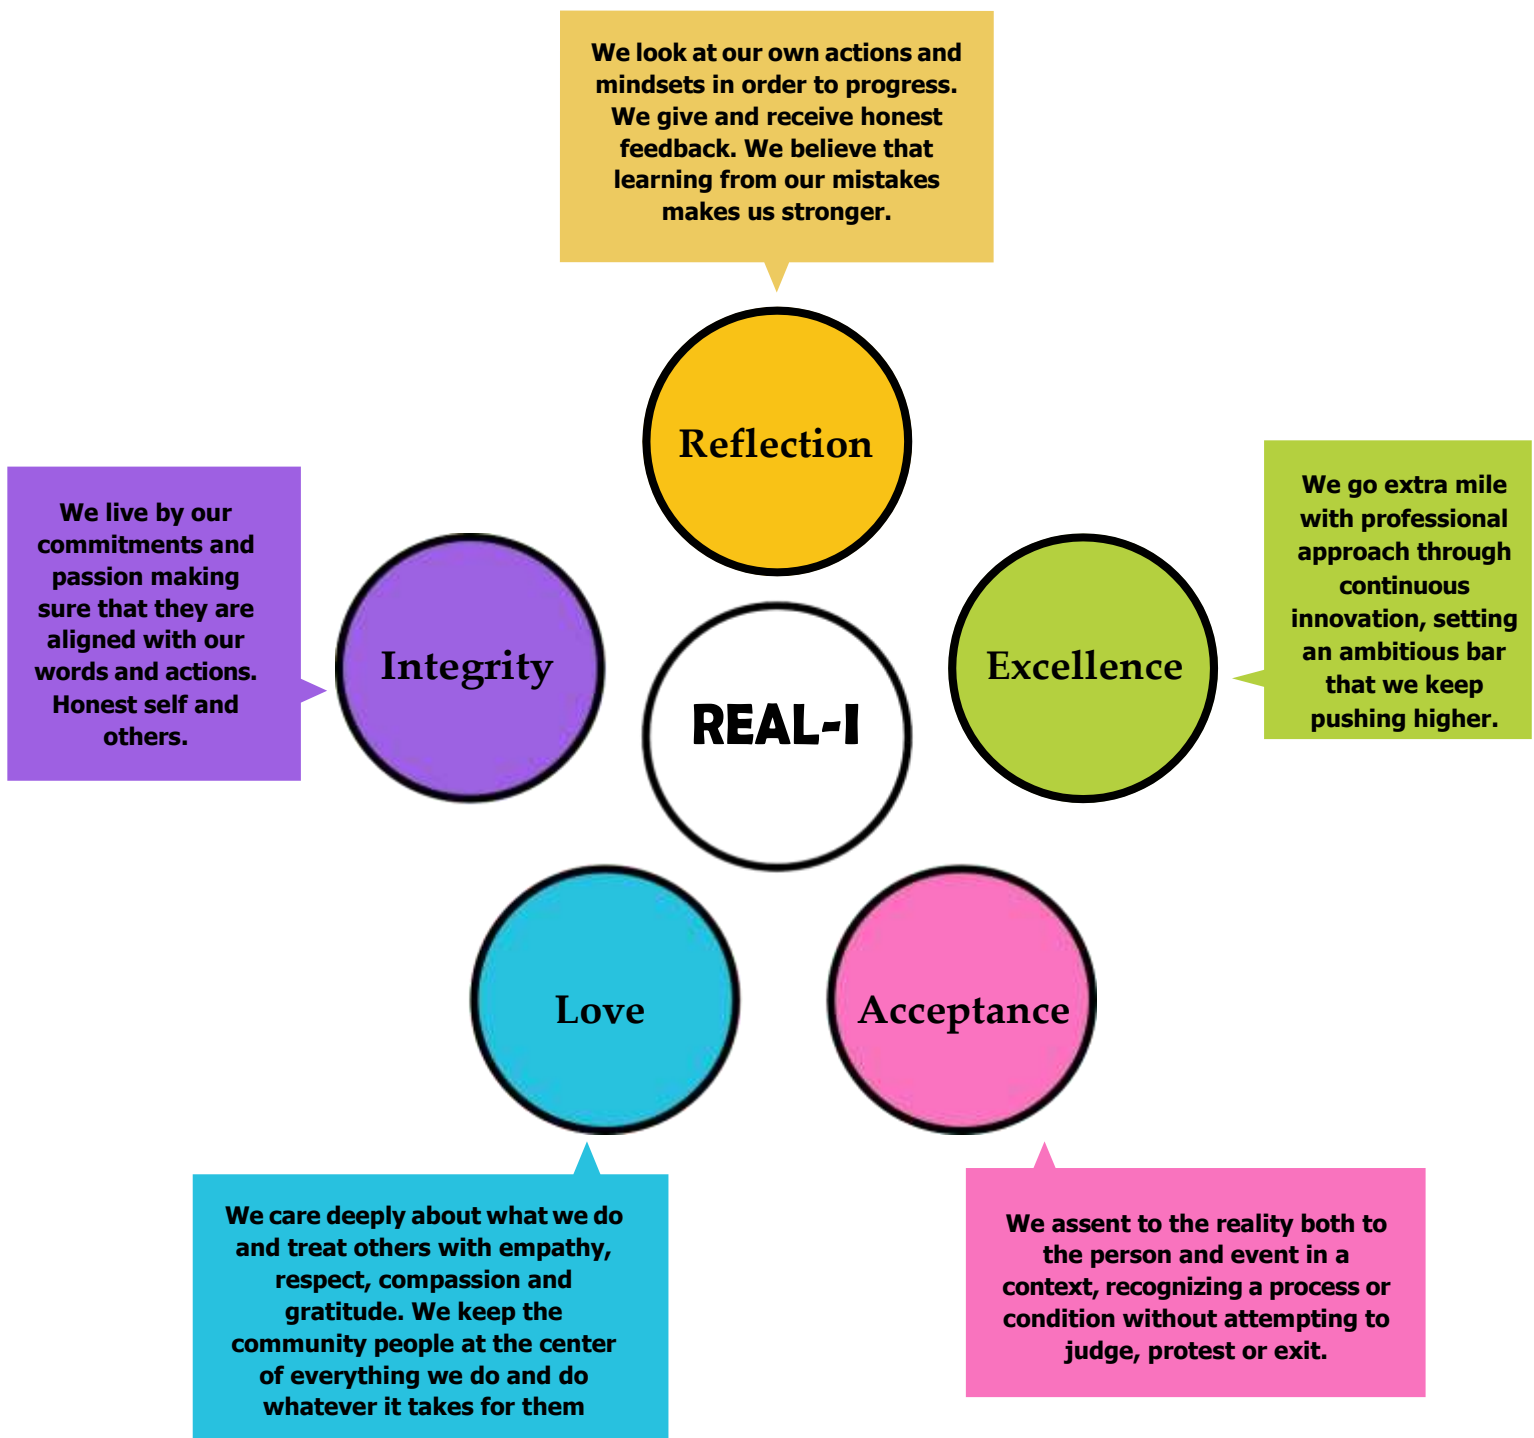 We look at our own actions and
mindsets in order to progress.
We give and receive honest
feedback. We believe that
learning from our mistakes
makes us stronger.
Reflection
We go extra mile
with professional
approach through
continuous
innovation, setting
an ambitious bar
that we keep
pushing higher.
Excellence
We live by our
commitments and
passion making
sure that they are
aligned with our
words and actions.
Honest self and
others.
Integrity
REAL-I
Love
Acceptance
We care deeply about what we do
and treat others with empathy,
respect, compassion and
gratitude. We keep the
community people at the center
of everything we do and do
whatever it takes for them
We assent to the reality both to
the person and event in a
context, recognizing a process or
condition without attempting to
judge, protest or exit.